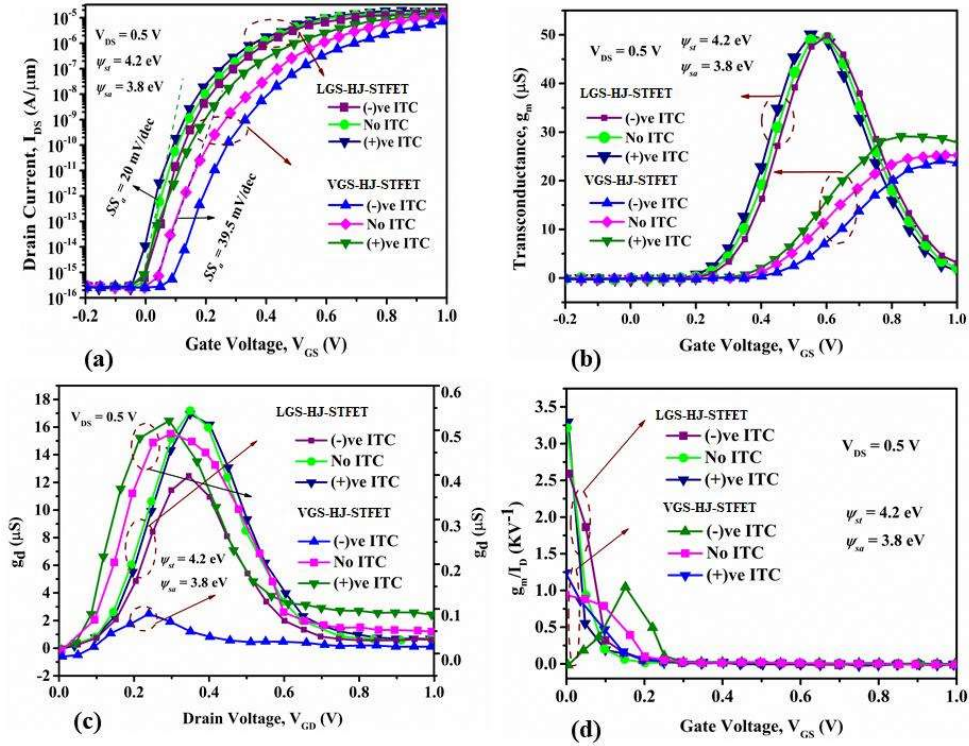 Drain Current, I_DS (A/μm)
10⁻⁵
10⁻⁶
10⁻⁷
10⁻⁸
10⁻⁹
10⁻¹⁰
10⁻¹¹
10⁻¹²
10⁻¹³
10⁻¹⁴
10⁻¹⁵
10⁻¹⁶
V_DS = 0.5 V
ψ_st = 4.2 eV
ψ_sa = 3.8 eV
SS_a = 20 mV/dec
SS_a = 39.5 mV/dec
LGS-HJ-STFET
(-)ve ITC
No ITC
(+)ve ITC
VGS-HJ-STFET
(-)ve ITC
No ITC
(+)ve ITC
-0.2 0.0 0.2 0.4 0.6 0.8 1.0
(a) Gate Voltage, V_GS (V)
Transconductance, g_m (μS)
60
50
40
30
20
10
0
V_DS = 0.5 V
ψ_st = 4.2 eV
ψ_sa = 3.8 eV
LGS-HJ-STFET
(-)ve ITC
No ITC
(+)ve ITC
VGS-HJ-STFET
(-)ve ITC
No ITC
(+)ve ITC
-0.2 0.0 0.2 0.4 0.6 0.8 1.0
(b) Gate Voltage, V_GS (V)
gd (μS)
18
16
14
12
10
8
6
4
2
0
-2
V_DS = 0.5 V
LGS-HJ-STFET
(-)ve ITC
No ITC
(+)ve ITC
VGS-HJ-STFET
(-)ve ITC
No ITC
(+)ve ITC
ψ_st = 4.2 eV
ψ_sa = 3.8 eV
0.6
0.5
0.4
0.3
0.2
0.1
0.0
g_d (μS)
0.0 0.2 0.4 0.6 0.8 1.0
(c) Drain Voltage, V_GD (V)
g_m/I_D (KV⁻¹)
3.5
3.0
2.5
2.0
1.5
1.0
0.5
0.0
LGS-HJ-STFET
(-)ve ITC
No ITC
(+)ve ITC
VGS-HJ-STFET
(-)ve ITC
No ITC
(+)ve ITC
V_DS = 0.5 V
ψ_st = 4.2 eV
ψ_sa = 3.8 eV
0.0 0.2 0.4 0.6 0.8 1.0
(d) Gate Voltage, V_GS (V)